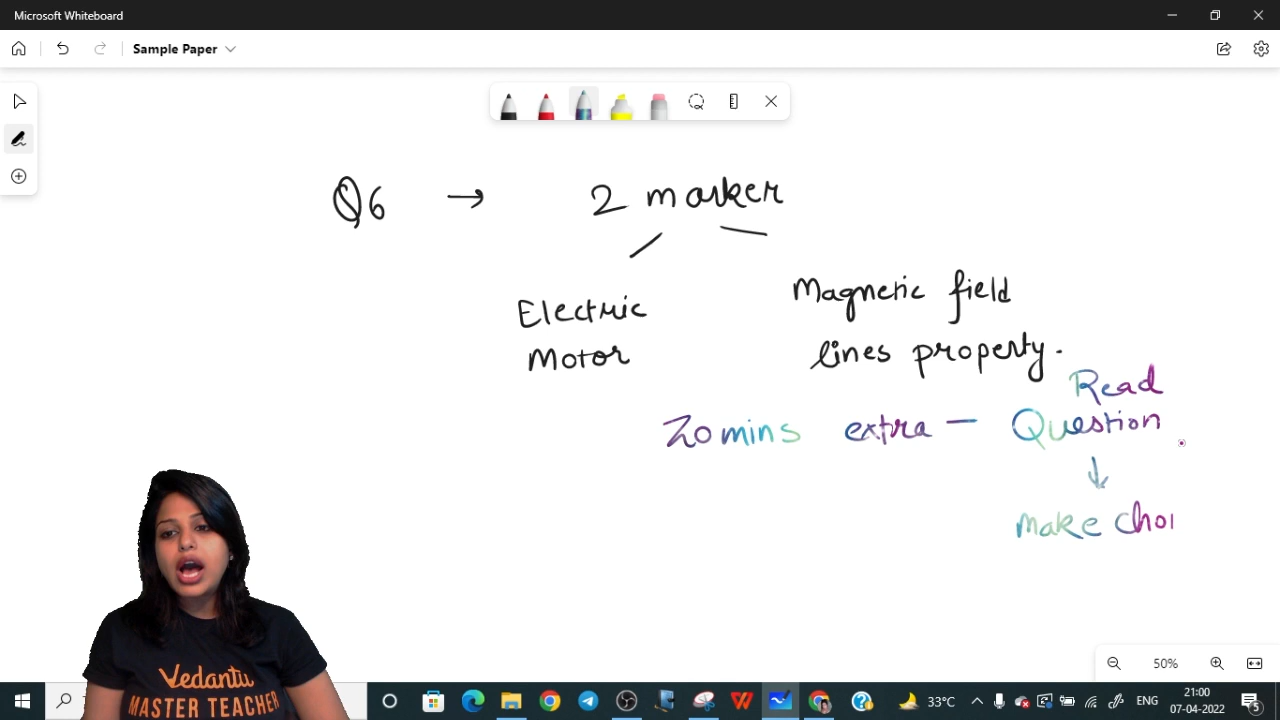 Microsoft Whiteboard
Sample Paper
Q6 → 2 marker
Electric
Motor
Magnetic field
lines property.
Read
20 mins extra — Question
↓
Make choi
Vedantu
MASTER TEACHER
50%
33°C
ENG
21:00
07-04-2022
5